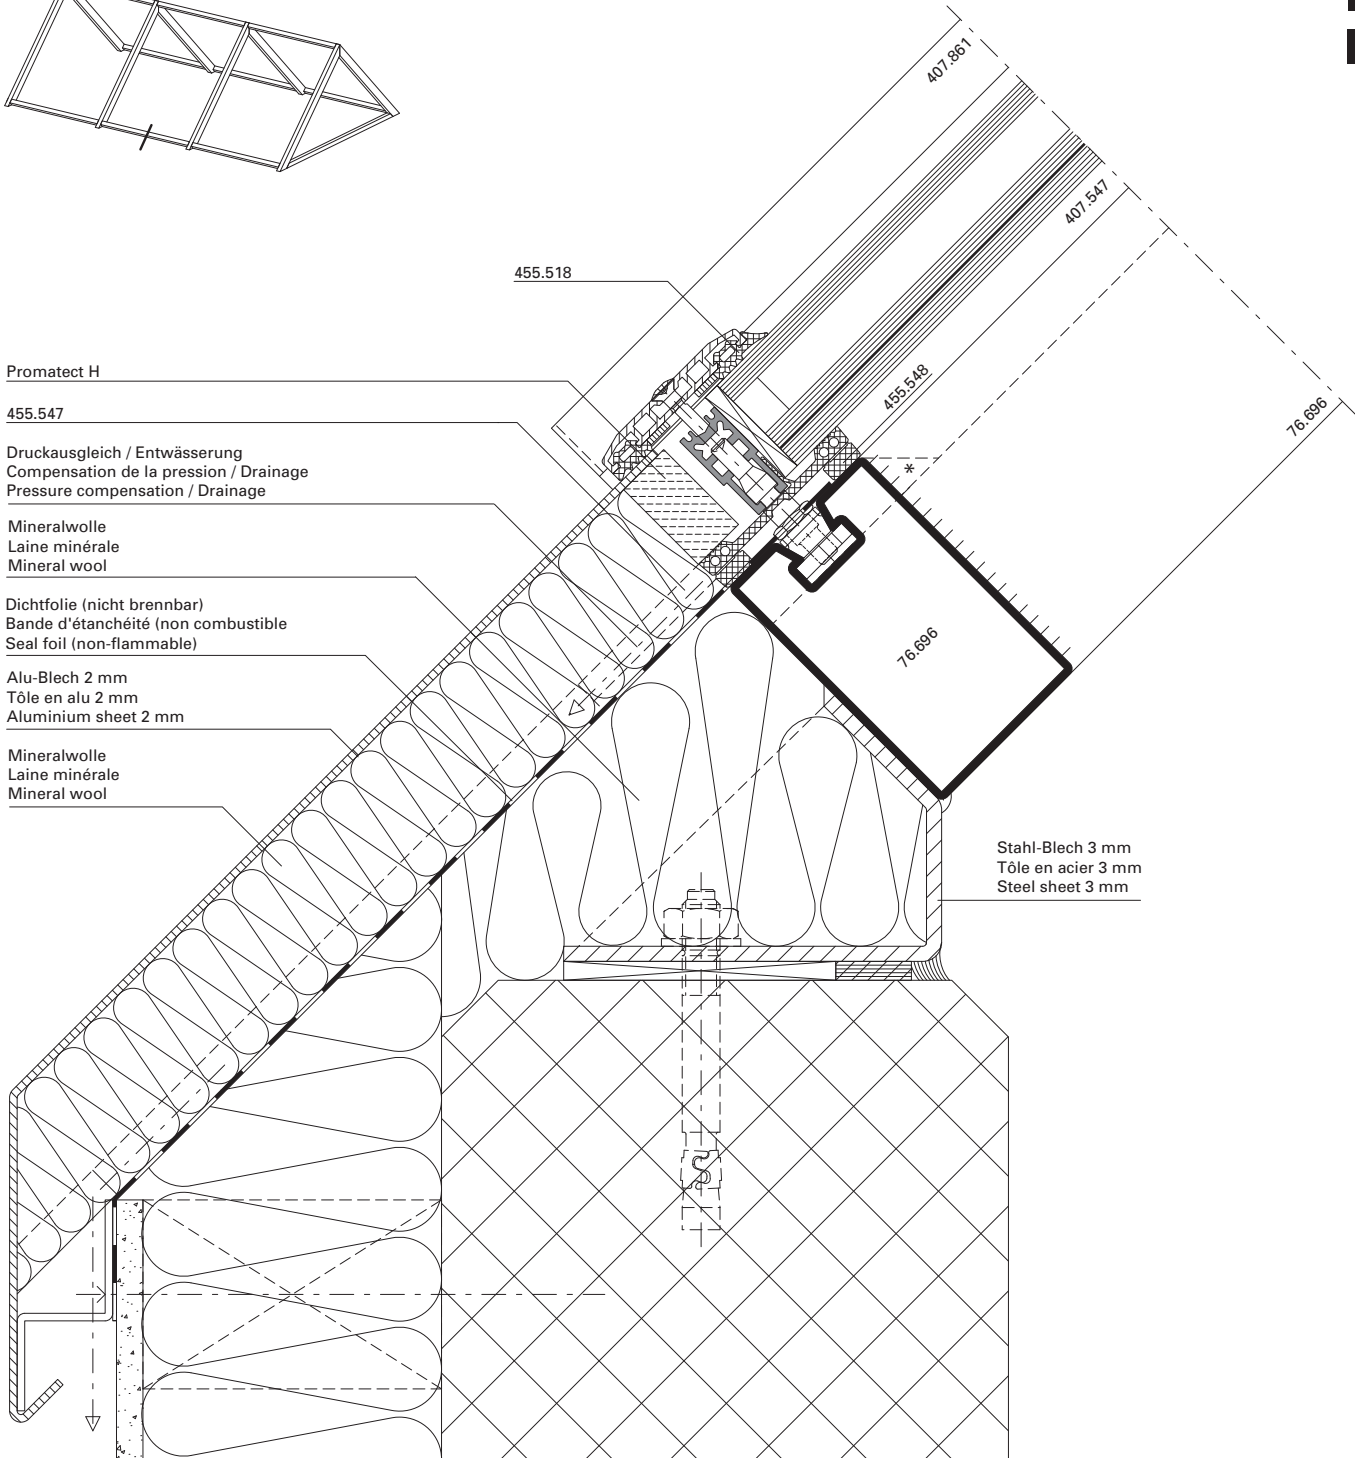 407.861
407.547
455.518
Promatect H
455.548
76.696
455.547
Druckausgleich / Entwässerung
Compensation de la pression / Drainage
Pressure compensation / Drainage
*
Mineralwolle
Laine minérale
Mineral wool
Dichtfolie (nicht brennbar)
Bande d'étanchéité (non combustible
Seal foil (non-flammable)
76.696
Alu-Blech 2 mm
Tôle en alu 2 mm
Aluminium sheet 2 mm
Mineralwolle
Laine minérale
Mineral wool
Stahl-Blech 3 mm
Tôle en acier 3 mm
Steel sheet 3 mm